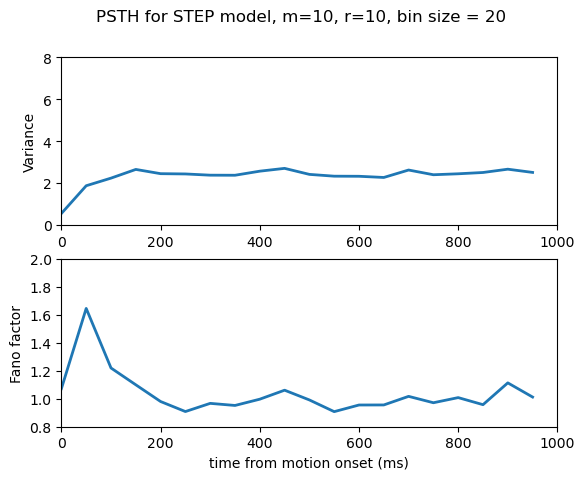 PSTH for STEP model, m=10, r=10, bin size = 20
8
6
4
2
0
Variance
0 200 400 600 800 1000
2.0
1.8
1.6
1.4
1.2
1.0
0.8
Fano factor
0 200 400 600 800 1000
time from motion onset (ms)